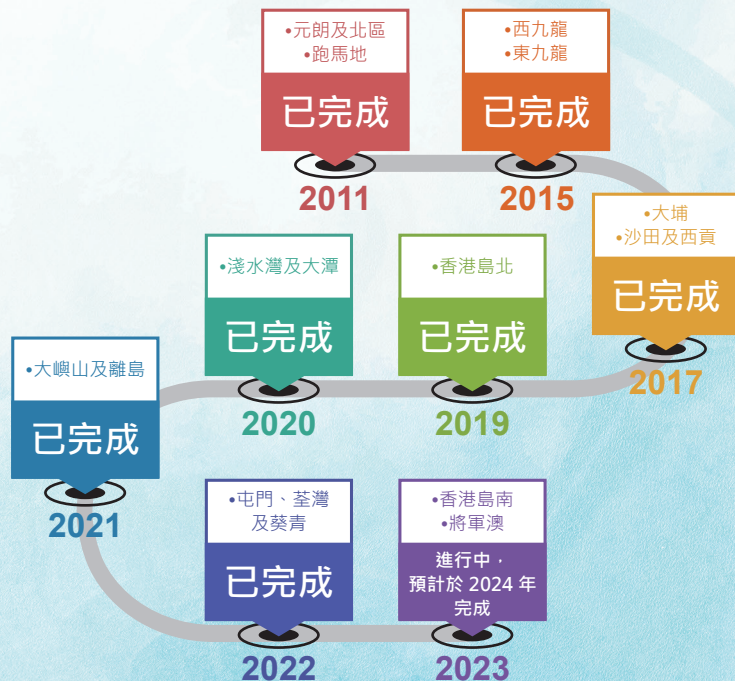 •元朗及北區
•跑馬地
已完成
2011
•西九龍
•東九龍
已完成
2015
•大埔
•沙田及西貢
已完成
2017
•香港島北
已完成
2019
•淺水灣及大潭
已完成
2020
•大嶼山及離島
已完成
2021
•屯門、荃灣
及葵青
已完成
2022
•香港島南
•將軍澳
進行中，
預計於 2024 年
完成
2023